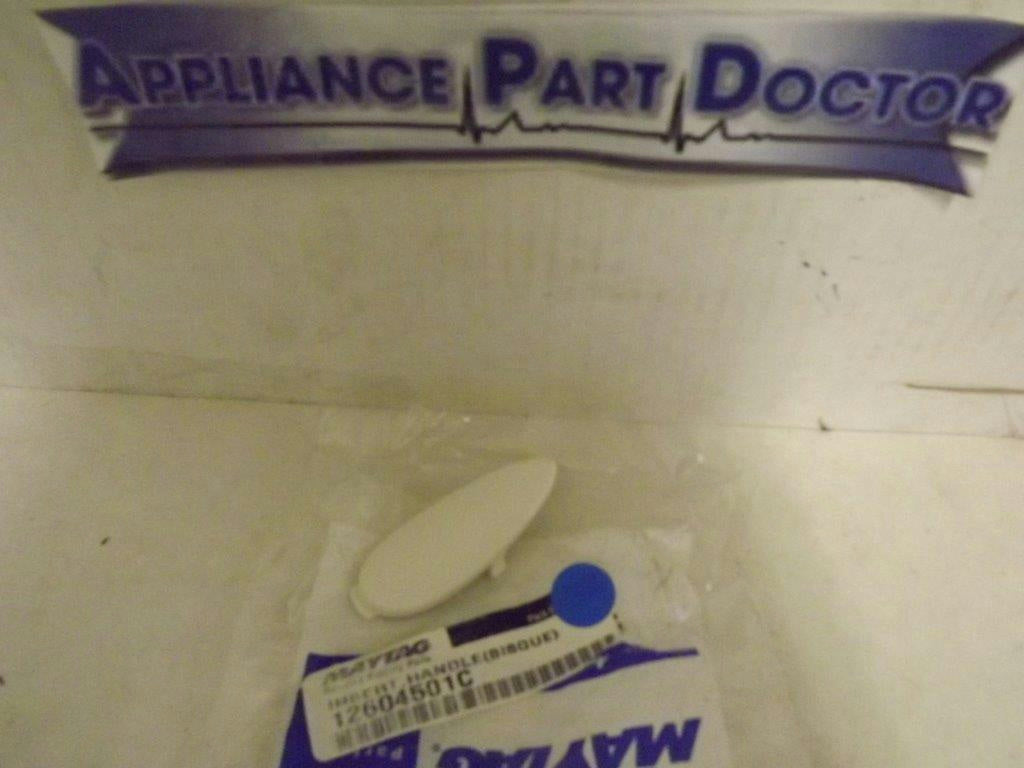 APPLIANCE PART DOCTOR
MAYTAG
INSERT, HANDLE(BISQUE)
12604501C
MAYTAG